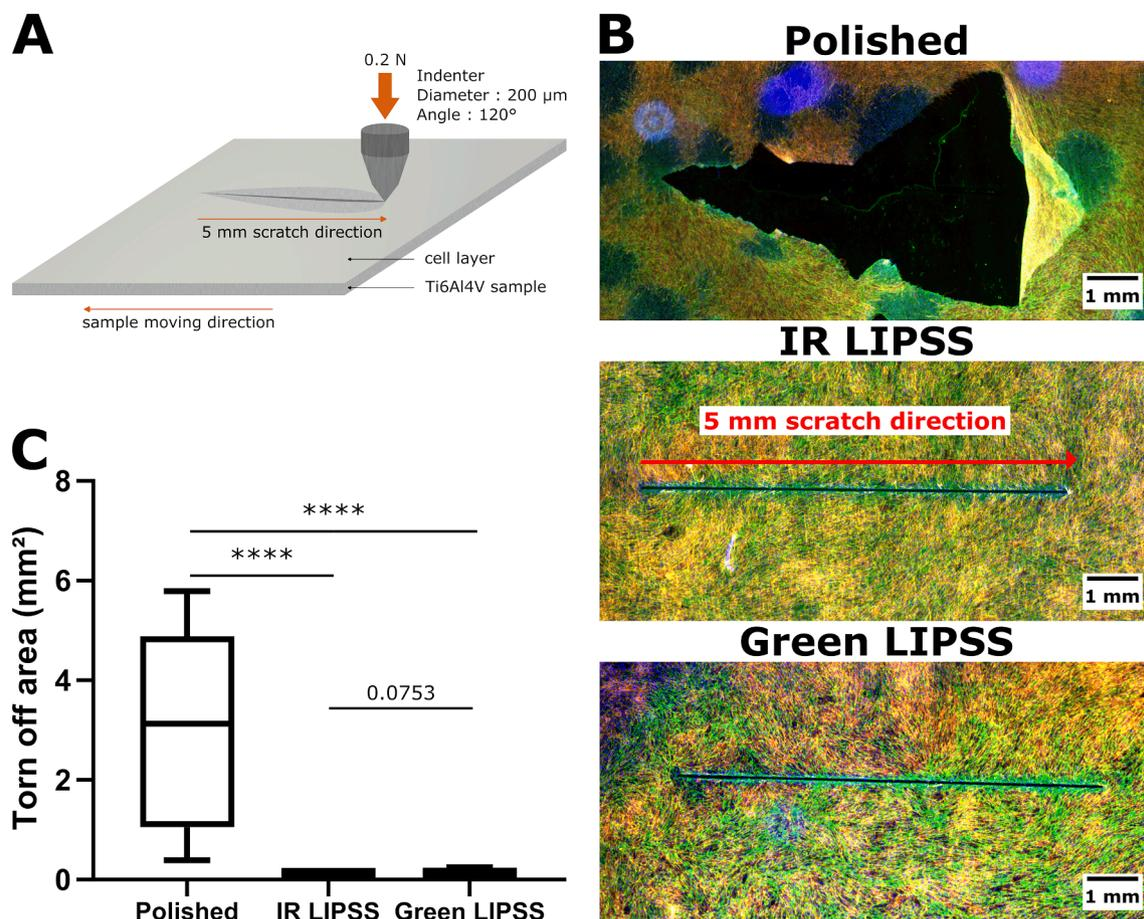 A
0.2 N
Indenter
Diameter : 200 µm
Angle : 120°
5 mm scratch direction
cell layer
Ti6Al4V sample
sample moving direction
B
Polished
1 mm
IR LIPSS
5 mm scratch direction
1 mm
Green LIPSS
1 mm
C
Torn off area (mm²)
8
6
4
2
0
****
****
0.0753
Polished
IR LIPSS
Green LIPSS